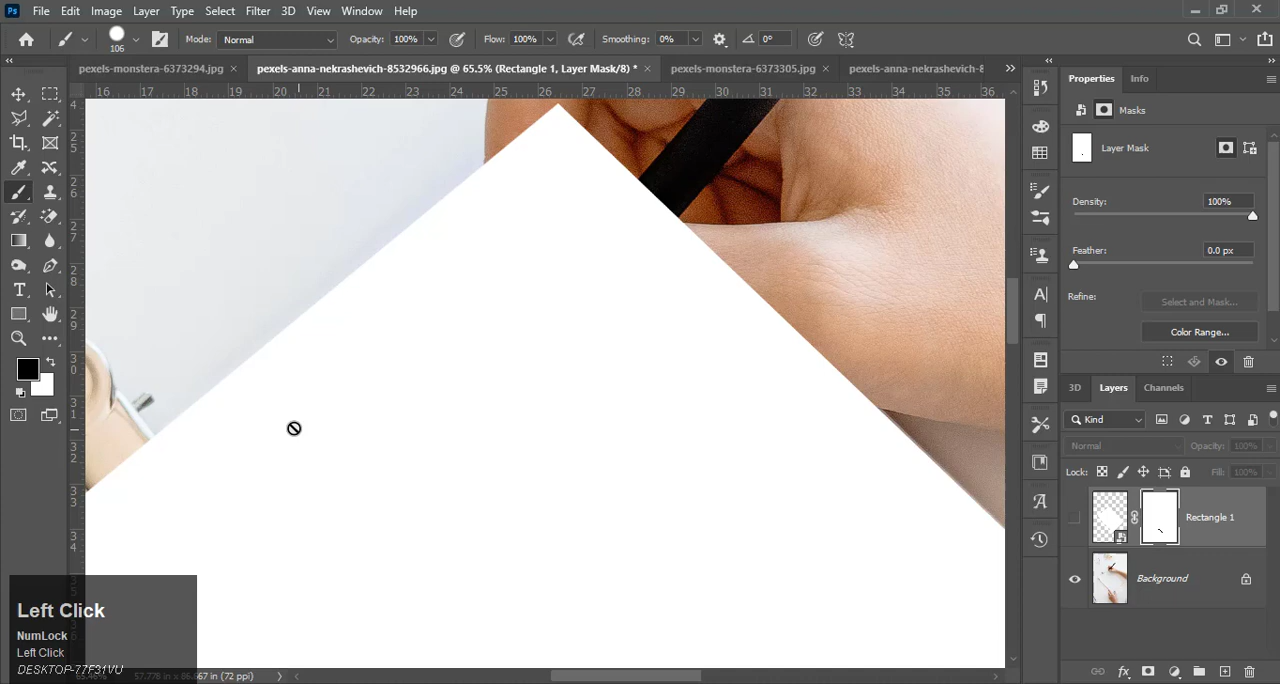 Ps File Edit Image Layer Type Select Filter 3D View Window Help
106 Mode: Normal Opacity: 100% Flow: 100% Smoothing: 0% 0°
pexels-monstera-6373294.jpg × pexels-anna-nekrashevich-8532966.jpg @ 65.5% (Rectangle 1, Layer Mask/8) * × pexels-monstera-6373305.jpg × pexels-anna-nekrashevich-8
16 17 18 19 20 21 22 23 24 25 26 27 28 29 30 31 32 33 34 35 36
Properties Info
Masks
Layer Mask
Density: 100%
Feather: 0.0 px
Refine: Select and Mask...
Color Range...
3D Layers Channels
Kind
Normal Opacity: 100%
Lock: Fill: 100%
Rectangle 1
Background
Left Click
NumLock
Left Click
DESKTOP-77F31VU